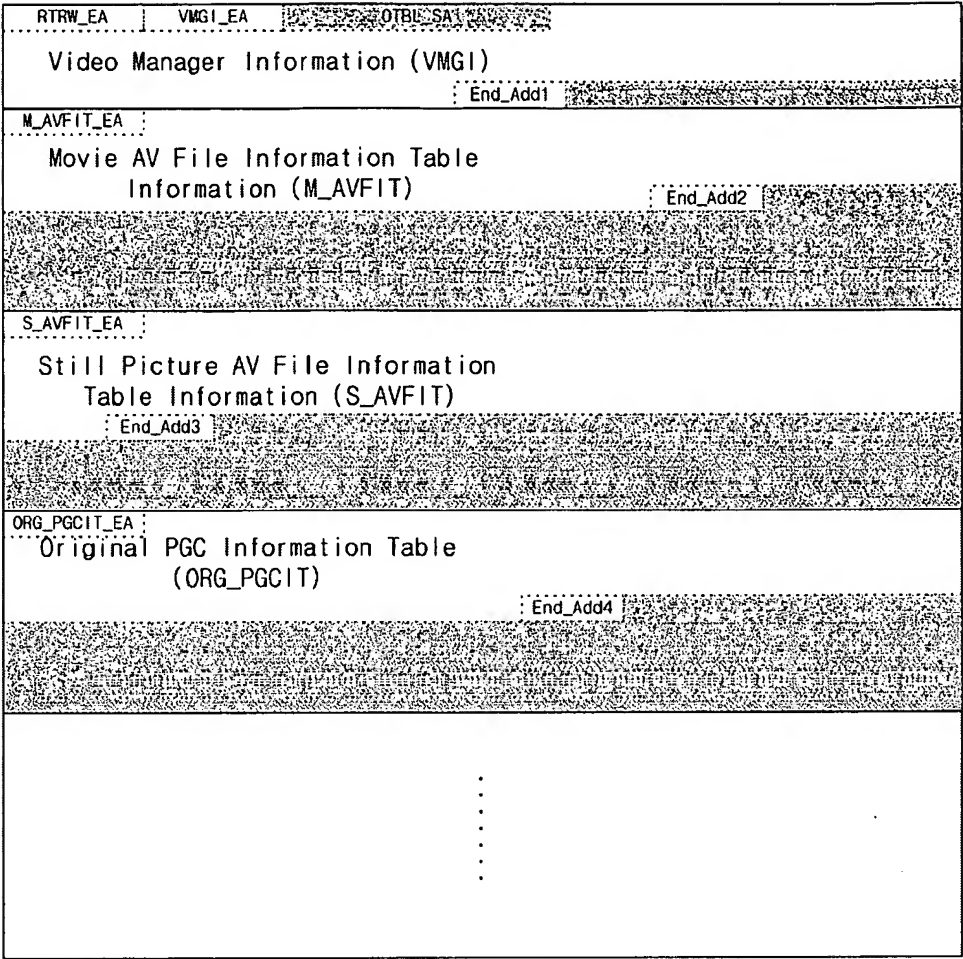 RTRW_EA VMGI_EA OTBL_SA1
Video Manager Information (VMGI)
End_Add1
M_AVFIT_EA
Movie AV File Information Table
Information (M_AVFIT)
End_Add2
S_AVFIT_EA
Still Picture AV File Information
Table Information (S_AVFIT)
End_Add3
ORG_PGCIT_EA
Original PGC Information Table
(ORG_PGCIT)
End_Add4